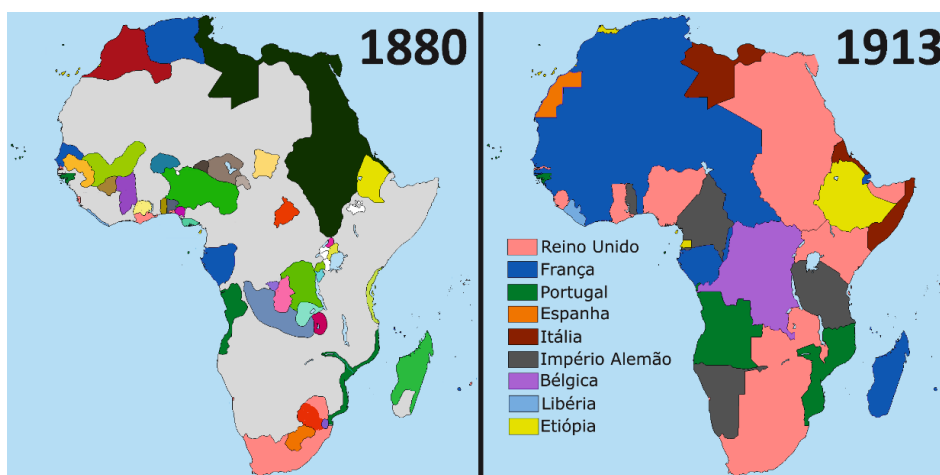 1880
1913
Reino Unido
França
Portugal
Espanha
Itália
Império Alemão
Bélgica
Libéria
Etiópia